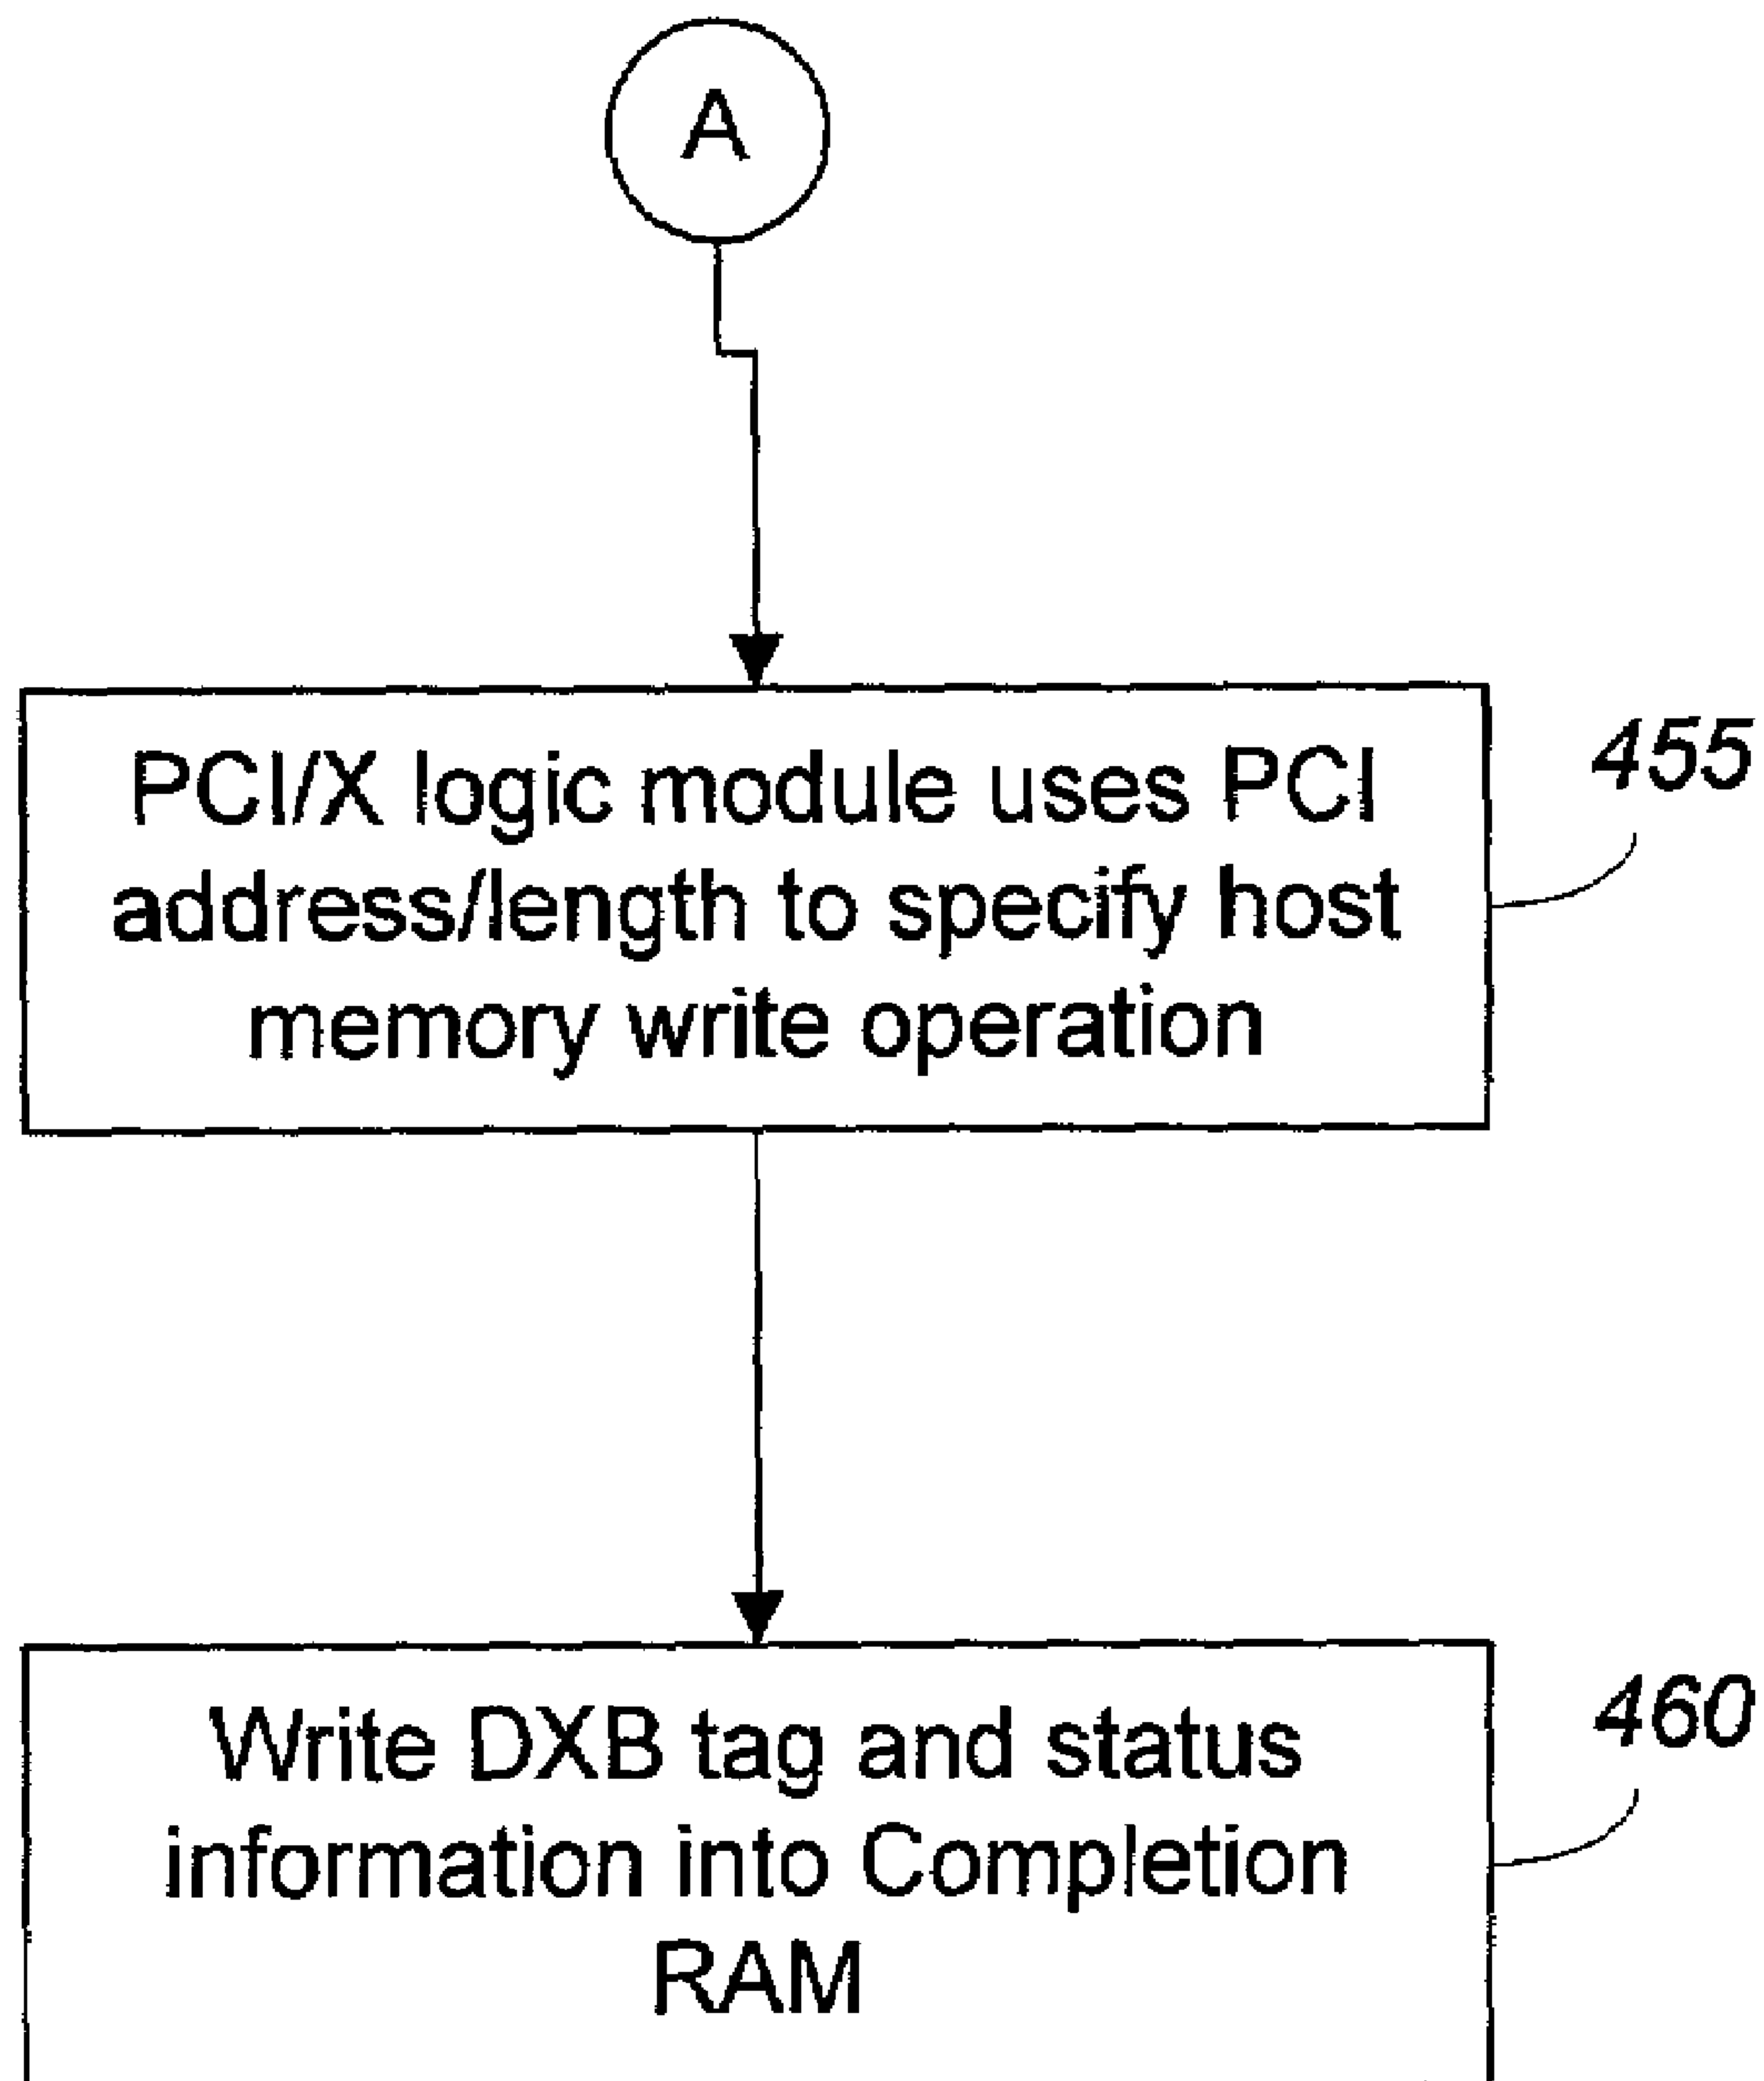 A
PCI/X logic module uses PCI
address/length to specify host
memory write operation
455
Write DXB tag and status
information into Completion
RAM
460